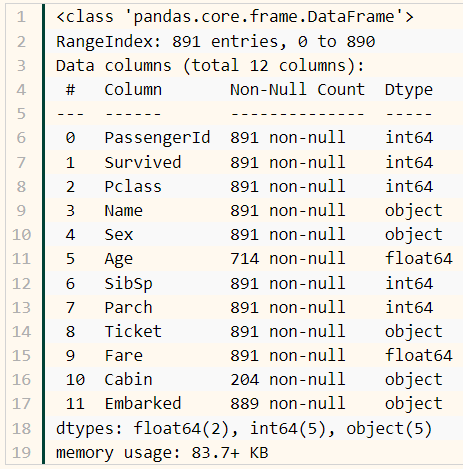 1 <class 'pandas.core.frame.DataFrame'>
2 RangeIndex: 891 entries, 0 to 890
3 Data columns (total 12 columns):
4  #   Column       Non-Null Count  Dtype
5 ---  ------       --------------  -----
6  0   PassengerId  891 non-null    int64
7  1   Survived     891 non-null    int64
8  2   Pclass       891 non-null    int64
9  3   Name         891 non-null    object
10  4   Sex          891 non-null    object
11  5   Age          714 non-null    float64
12  6   SibSp        891 non-null    int64
13  7   Parch        891 non-null    int64
14  8   Ticket       891 non-null    object
15  9   Fare         891 non-null    float64
16  10  Cabin        204 non-null    object
17  11  Embarked     889 non-null    object
18 dtypes: float64(2), int64(5), object(5)
19 memory usage: 83.7+ KB